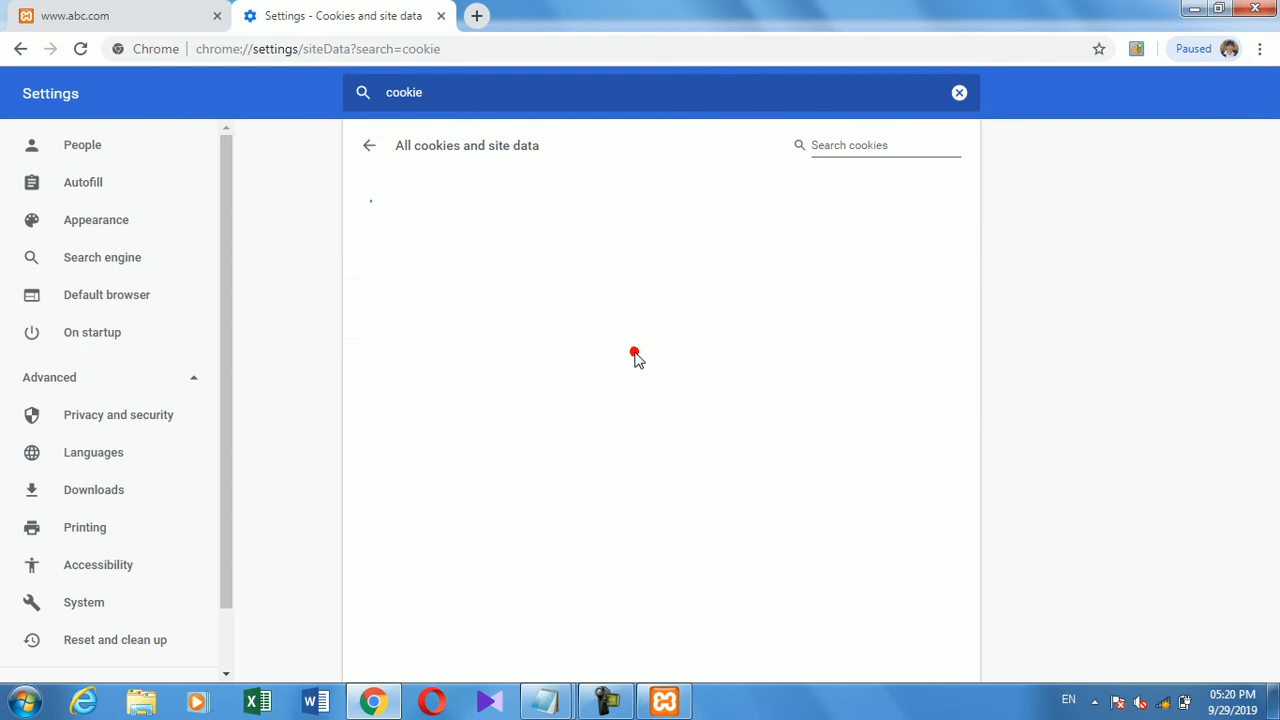 www.abc.com
Settings - Cookies and site data
Chrome
chrome://settings/siteData?search=cookie
Paused
Settings
cookie
People
Autofill
Appearance
Search engine
Default browser
On startup
Advanced
Privacy and security
Languages
Downloads
Printing
Accessibility
System
Reset and clean up
All cookies and site data
Search cookies
EN
05:20 PM
9/29/2019